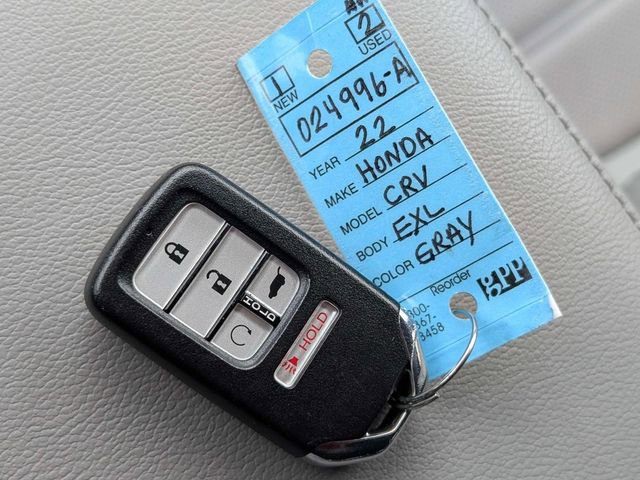 1
NEW
2
USED
024996-A
YEAR 22
MAKE HONDA
MODEL CRV
BODY EXL
COLOR GRAY
Reorder
HOLD
HOLD